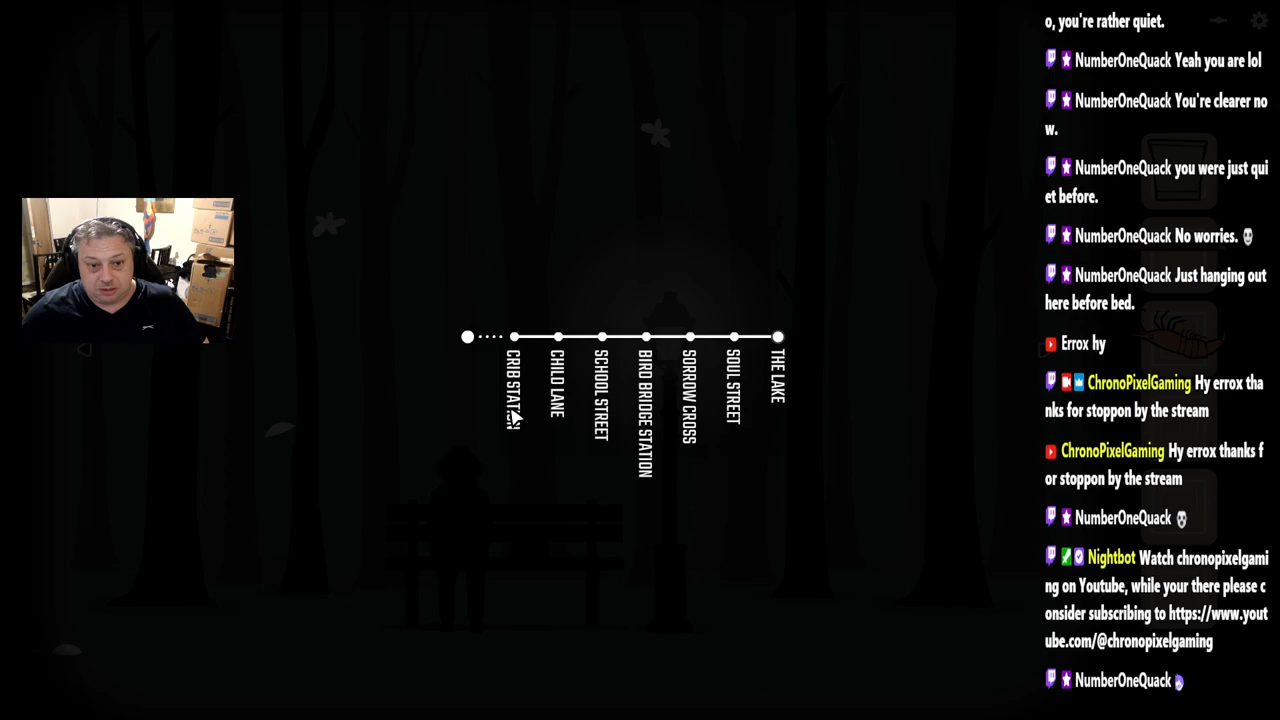 CRIB STATION
CHILD LANE
SCHOOL STREET
BIRD BRIDGE STATION
SORROW CROSS
SOUL STREET
THE LAKE
o, you're rather quiet.
NumberOneQuack Yeah you are lol
NumberOneQuack You're clearer no
w.
NumberOneQuack you were just qui
et before.
NumberOneQuack No worries.
NumberOneQuack Just hanging out
here before bed.
Errox hy
ChronoPixelGaming Hy errox tha
nks for stoppon by the stream
ChronoPixelGaming Hy errox thanks f
or stoppon by the stream
NumberOneQuack
Nightbot Watch chronopixelgami
ng on Youtube, while your there please c
onsider subscribing to https://www.yout
ube.com/@chronopixelgaming
NumberOneQuack